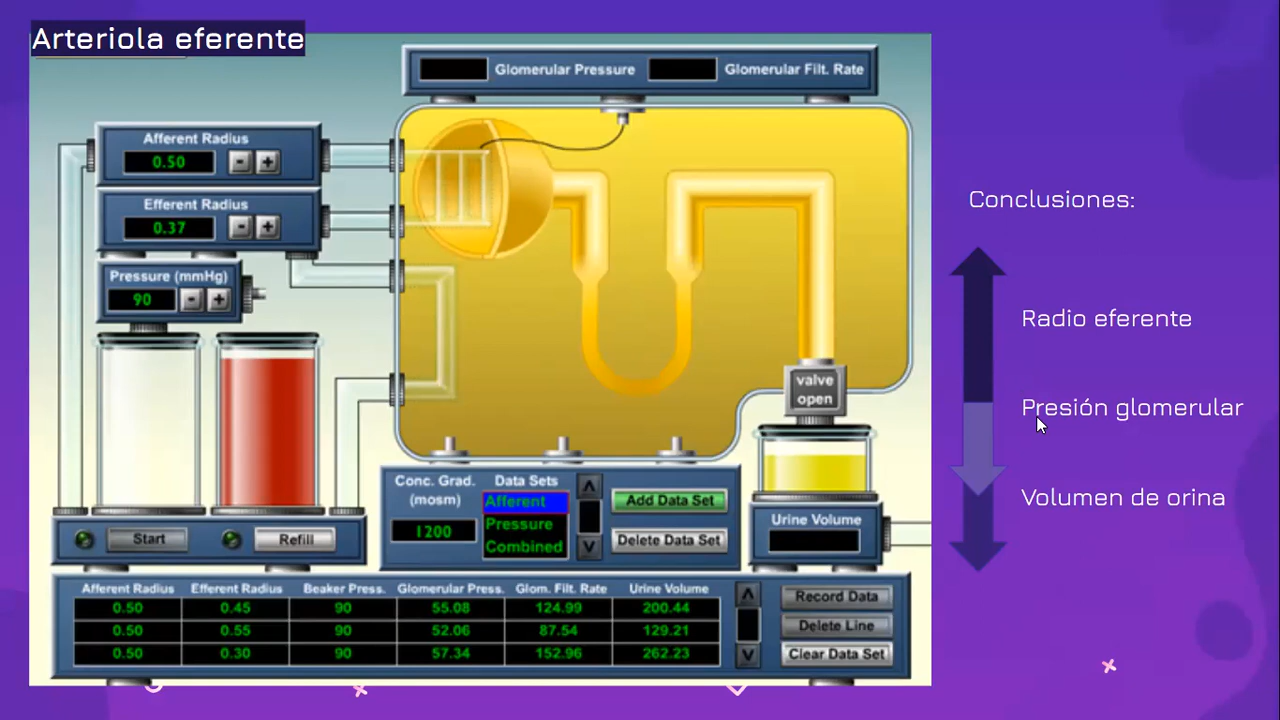 Arteriola eferente
Glomerular Pressure
Glomerular Filt. Rate
Afferent Radius
0.50
-
+
Efferent Radius
0.37
-
+
Pressure (mmHg)
90
-
+
Conclusiones:
Radio eferente
Presión glomerular
Volumen de orina
valve
open
Conc. Grad.
(mosm)
1200
Data Sets
Afferent
Pressure
Combined
Add Data Set
Delete Data Set
Urine Volume
Start
Refill
Afferent Radius Efferent Radius Beaker Press. Glomerular Press. Glom. Filt. Rate Urine Volume
0.50 0.45 90 55.08 124.99 200.44
0.50 0.55 90 52.06 87.54 129.21
0.50 0.30 90 57.34 152.96 262.23
Record Data
Delete Line
Clear Data Set